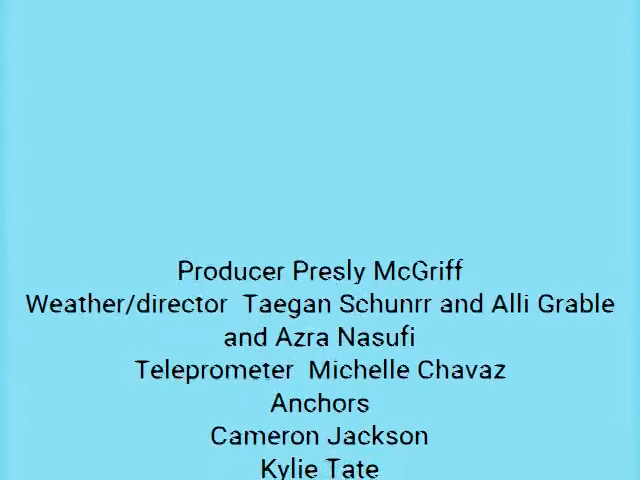 Producer Presly McGriff
Weather/director  Taegan Schunrr and Alli Grable
and Azra Nasufi
Teleprometer  Michelle Chavaz
Anchors
Cameron Jackson
Kylie Tate